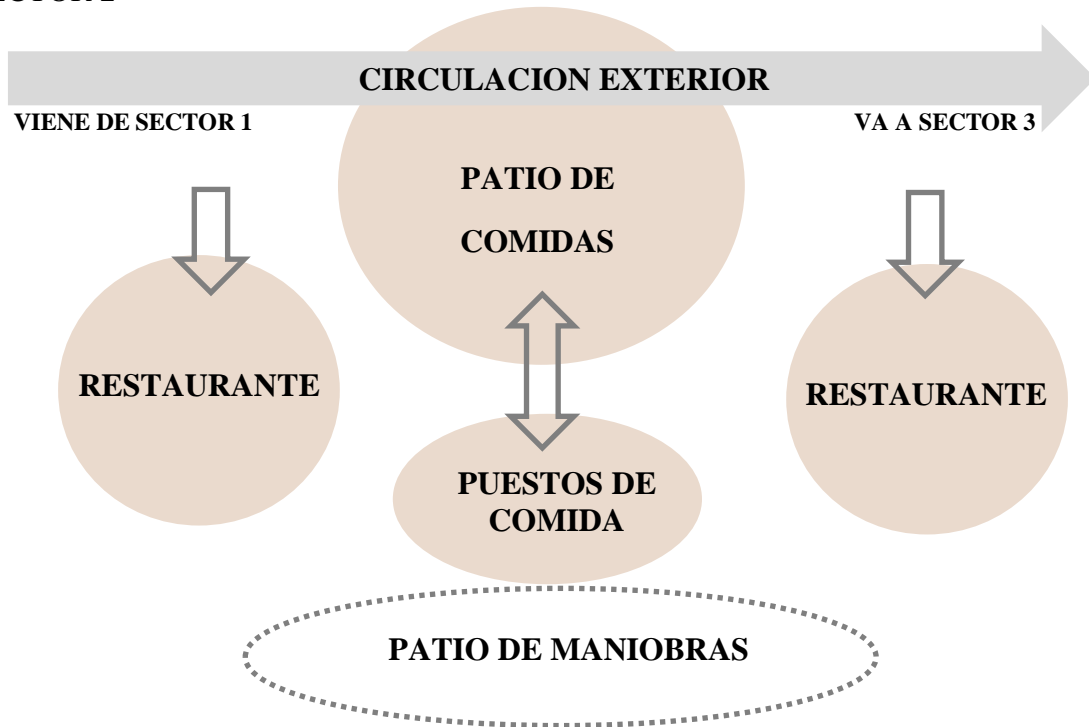 CIRCULACION EXTERIOR
VIENE DE SECTOR 1
VA A SECTOR 3
PATIO DE
COMIDAS
RESTAURANTE
RESTAURANTE
PUESTOS DE
COMIDA
PATIO DE MANIOBRAS